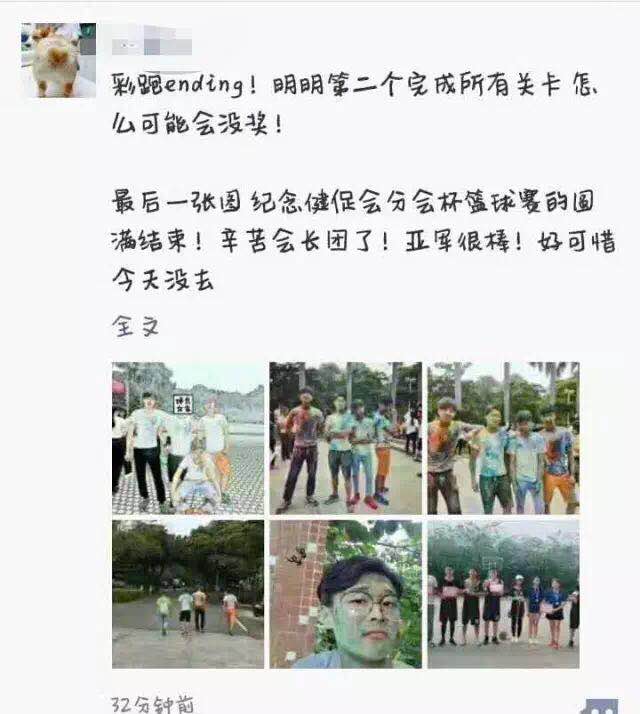 彩跑ending！明明第二个完成所有关卡 怎
么可能会没奖！
最后一张图 纪念健促会分会杯篮球赛的圆
满结束！辛苦会长团了！亚军很棒！好可惜
今天没去
全文
32分钟前